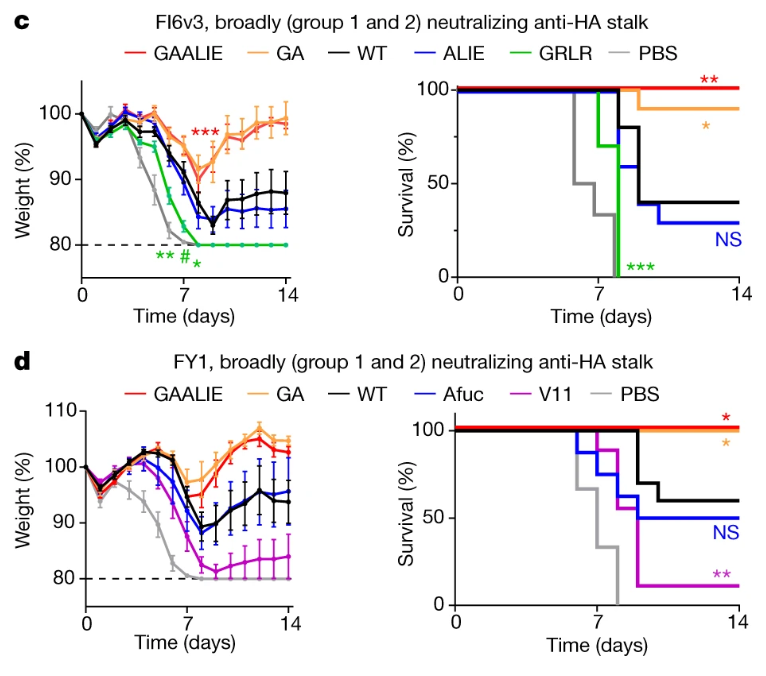 c
FI6v3, broadly (group 1 and 2) neutralizing anti-HA stalk
GAALIE GA WT ALIE GRLR PBS
Weight (%)
100
90
80
***
** # *
0 7 14
Time (days)
Survival (%)
100
50
0
**
*
NS
***
0 7 14
Time (days)
d
FY1, broadly (group 1 and 2) neutralizing anti-HA stalk
GAALIE GA WT Afuc V11 PBS
Weight (%)
110
100
90
80
0 7 14
Time (days)
Survival (%)
100
50
0
*
*
NS
**
0 7 14
Time (days)